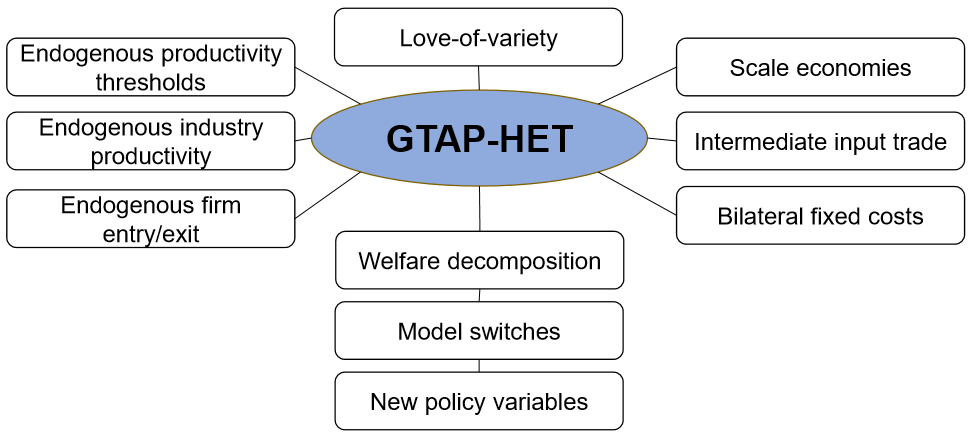 Love-of-variety
Endogenous productivity
thresholds
Scale economies
Endogenous industry
productivity
GTAP-HET
Intermediate input trade
Endogenous firm
entry/exit
Bilateral fixed costs
Welfare decomposition
Model switches
New policy variables